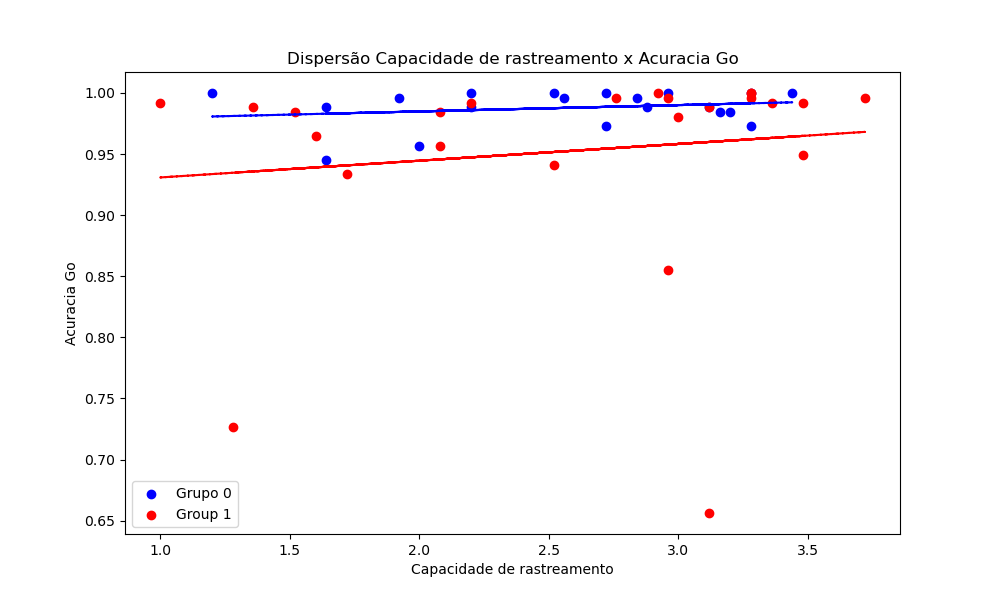 Dispersão Capacidade de rastreamento x Acuracia Go
1.00
0.95
0.90
0.85
0.80
0.75
0.70
0.65
Acuracia Go
Grupo 0
Group 1
1.0 1.5 2.0 2.5 3.0 3.5
Capacidade de rastreamento